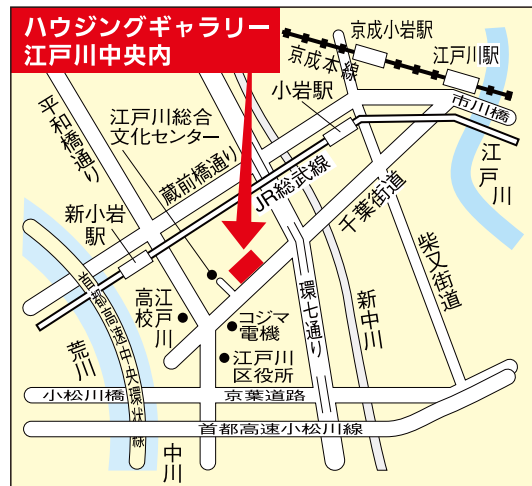 ハウジングギャラリー
江戸川中央内
京成小岩駅
江戸川駅
京成本線
小岩駅
市川橋
江戸川
平和橋通り
江戸川総合
文化センター
蔵前橋通り
JR総武線
千葉街道
新小岩
駅
柴又街道
首都高速中央環状線
江戸川
高校
コジマ
電機
環七通り
新中川
荒川
江戸川
区役所
小松川橋
京葉道路
首都高速小松川線
中川